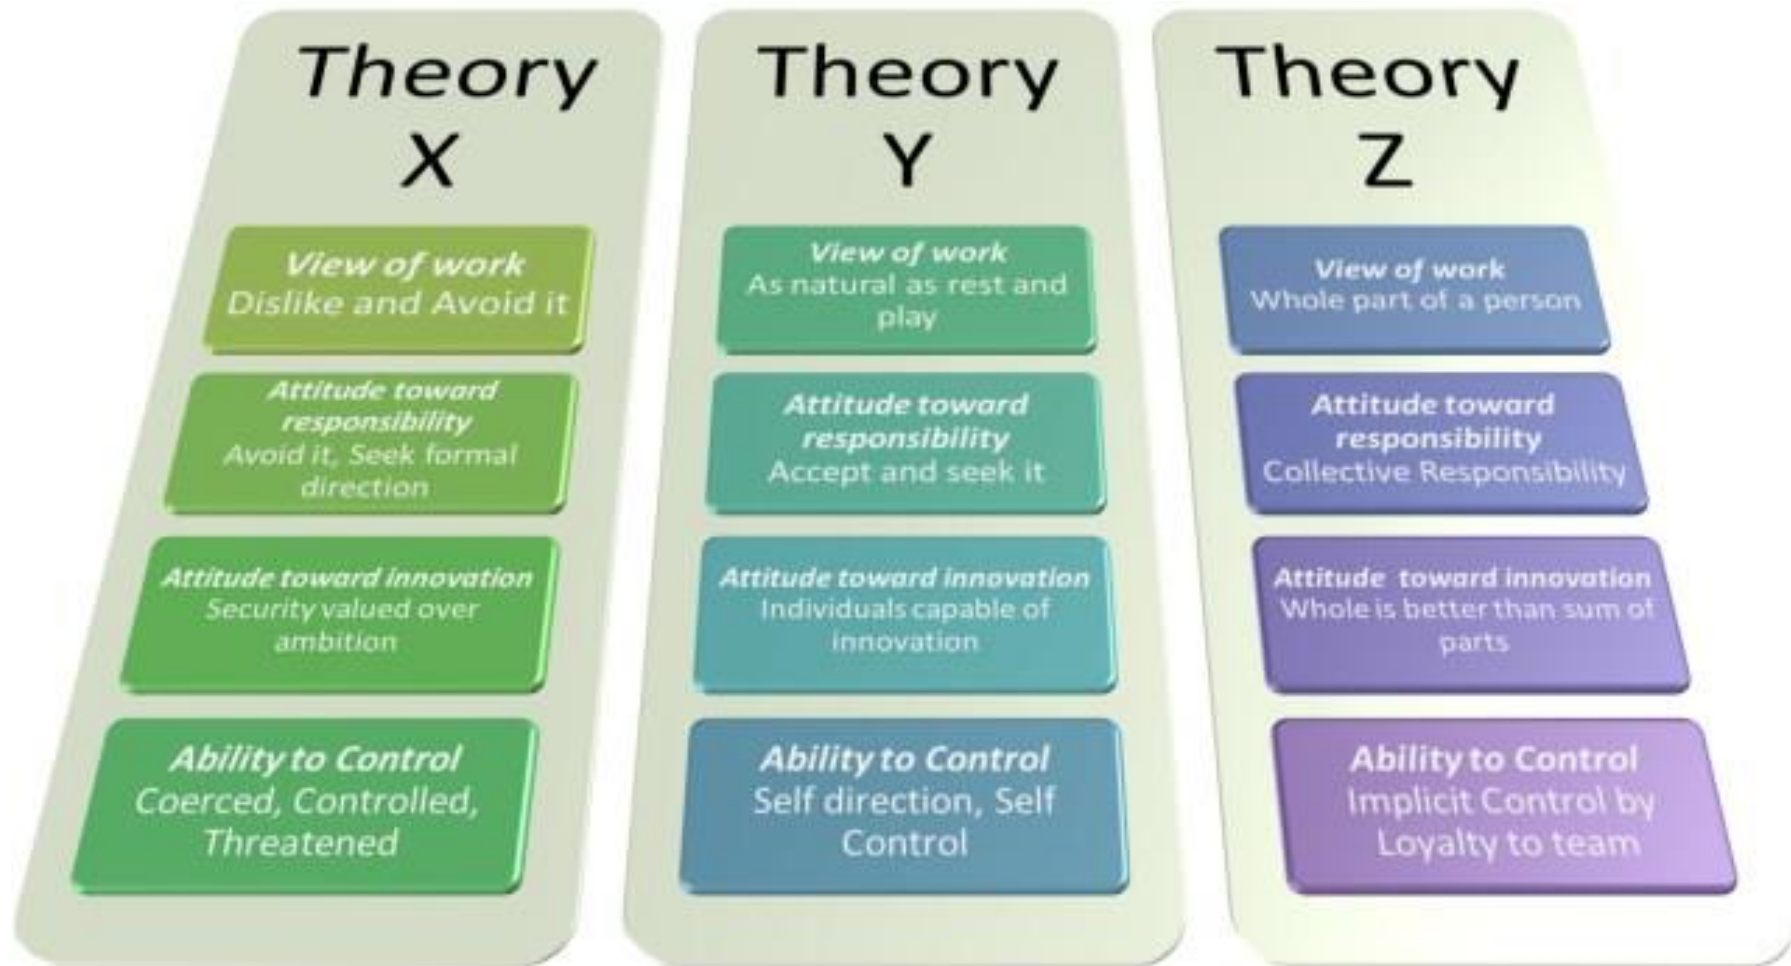 Theory
X
View of work
Dislike and Avoid it
Attitude toward
responsibility
Avoid it, Seek formal
direction
Attitude toward innovation
Security valued over
ambition
Ability to Control
Coerced, Controlled,
Threatened
Theory
Y
View of work
As natural as rest and
play
Attitude toward
responsibility
Accept and seek it
Attitude toward innovation
Individuals capable of
innovation
Ability to Control
Self direction, Self
Control
Theory
Z
View of work
Whole part of a person
Attitude toward
responsibility
Collective Responsibility
Attitude toward innovation
Whole is better than sum of
parts
Ability to Control
Implicit Control by
Loyalty to team